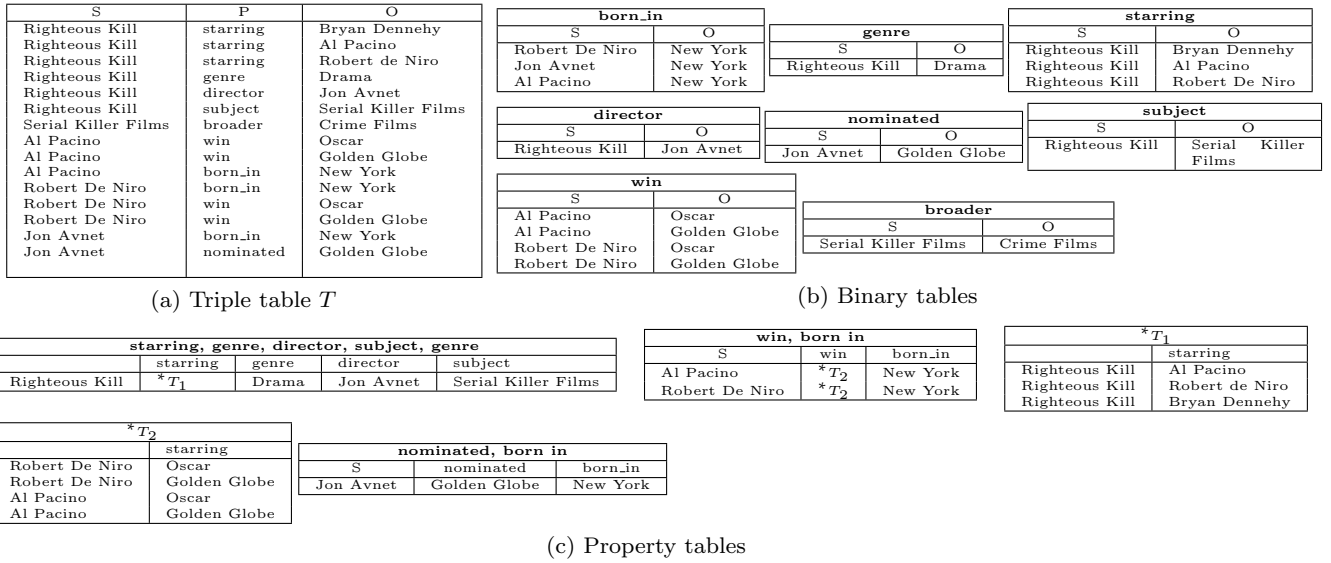 S P O
Righteous Kill starring Bryan Dennehy
Righteous Kill starring Al Pacino
Righteous Kill starring Robert de Niro
Righteous Kill genre Drama
Righteous Kill director Jon Avnet
Righteous Kill subject Serial Killer Films
Serial Killer Films broader Crime Films
Al Pacino win Oscar
Al Pacino win Golden Globe
Al Pacino born_in New York
Robert De Niro born_in New York
Robert De Niro win Oscar
Robert De Niro win Golden Globe
Jon Avnet born_in New York
Jon Avnet nominated Golden Globe
(a) Triple table T
born_in
S O
Robert De Niro New York
Jon Avnet New York
Al Pacino New York
genre
S O
Righteous Kill Drama
starring
S O
Righteous Kill Bryan Dennehy
Righteous Kill Al Pacino
Righteous Kill Robert De Niro
director
S O
Righteous Kill Jon Avnet
nominated
S O
Jon Avnet Golden Globe
subject
S O
Righteous Kill Serial Killer
Films
win
S O
Al Pacino Oscar
Al Pacino Golden Globe
Robert De Niro Oscar
Robert De Niro Golden Globe
broader
S O
Serial Killer Films Crime Films
(b) Binary tables
starring, genre, director, subject, genre
starring genre director subject
Righteous Kill *T1 Drama Jon Avnet Serial Killer Films
win, born in
S win born_in
Al Pacino *T2 New York
Robert De Niro *T2 New York
*T1
starring
Righteous Kill Al Pacino
Righteous Kill Robert de Niro
Righteous Kill Bryan Dennehy
*T2
starring
Robert De Niro Oscar
Robert De Niro Golden Globe
Al Pacino Oscar
Al Pacino Golden Globe
nominated, born in
S nominated born_in
Jon Avnet Golden Globe New York
(c) Property tables